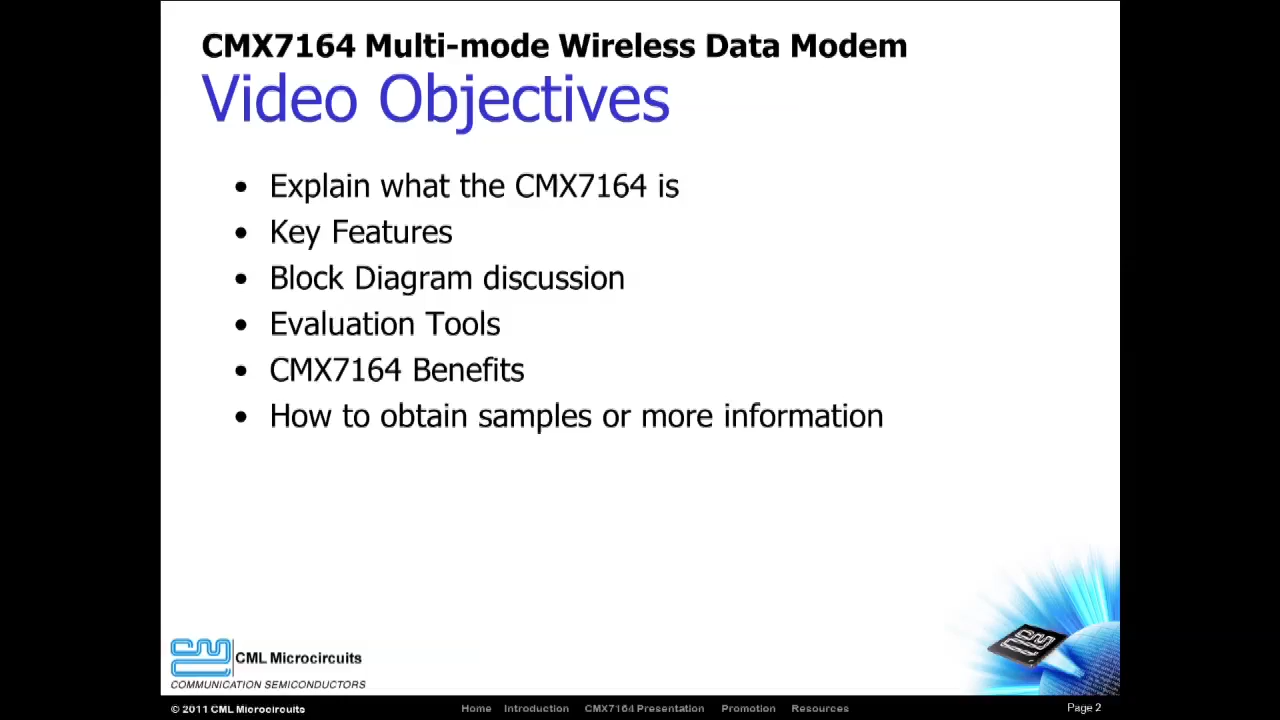 CMX7164 Multi-mode Wireless Data Modem
Video Objectives
• Explain what the CMX7164 is
• Key Features
• Block Diagram discussion
• Evaluation Tools
• CMX7164 Benefits
• How to obtain samples or more information
CML Microcircuits
COMMUNICATION SEMICONDUCTORS
© 2011 CML Microcircuits
Home Introduction CMX7164 Presentation Promotion Resources
Page 2